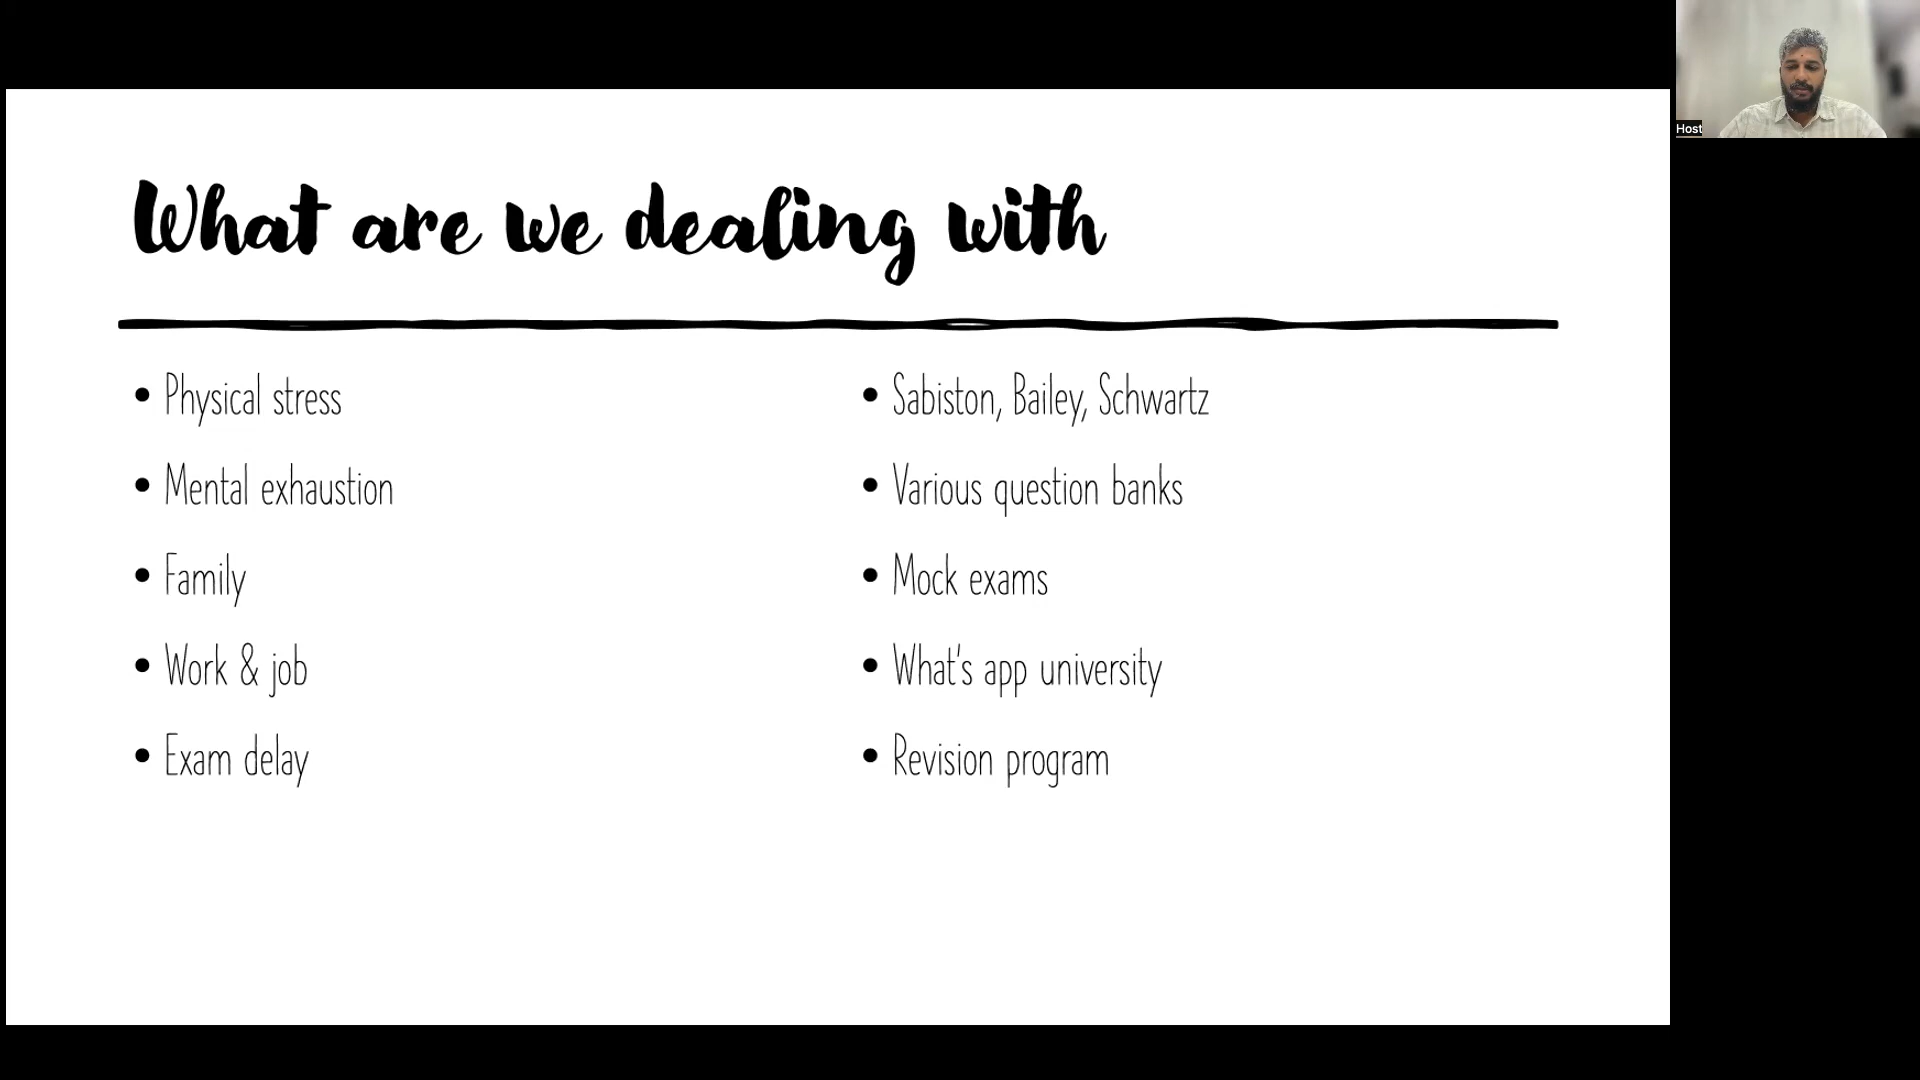 What are we dealing with
• Physical stress
• Mental exhaustion
• Family
• Work & job
• Exam delay
• Sabiston, Bailey, Schwartz
• Various question banks
• Mock exams
• What's app university
• Revision program
Host